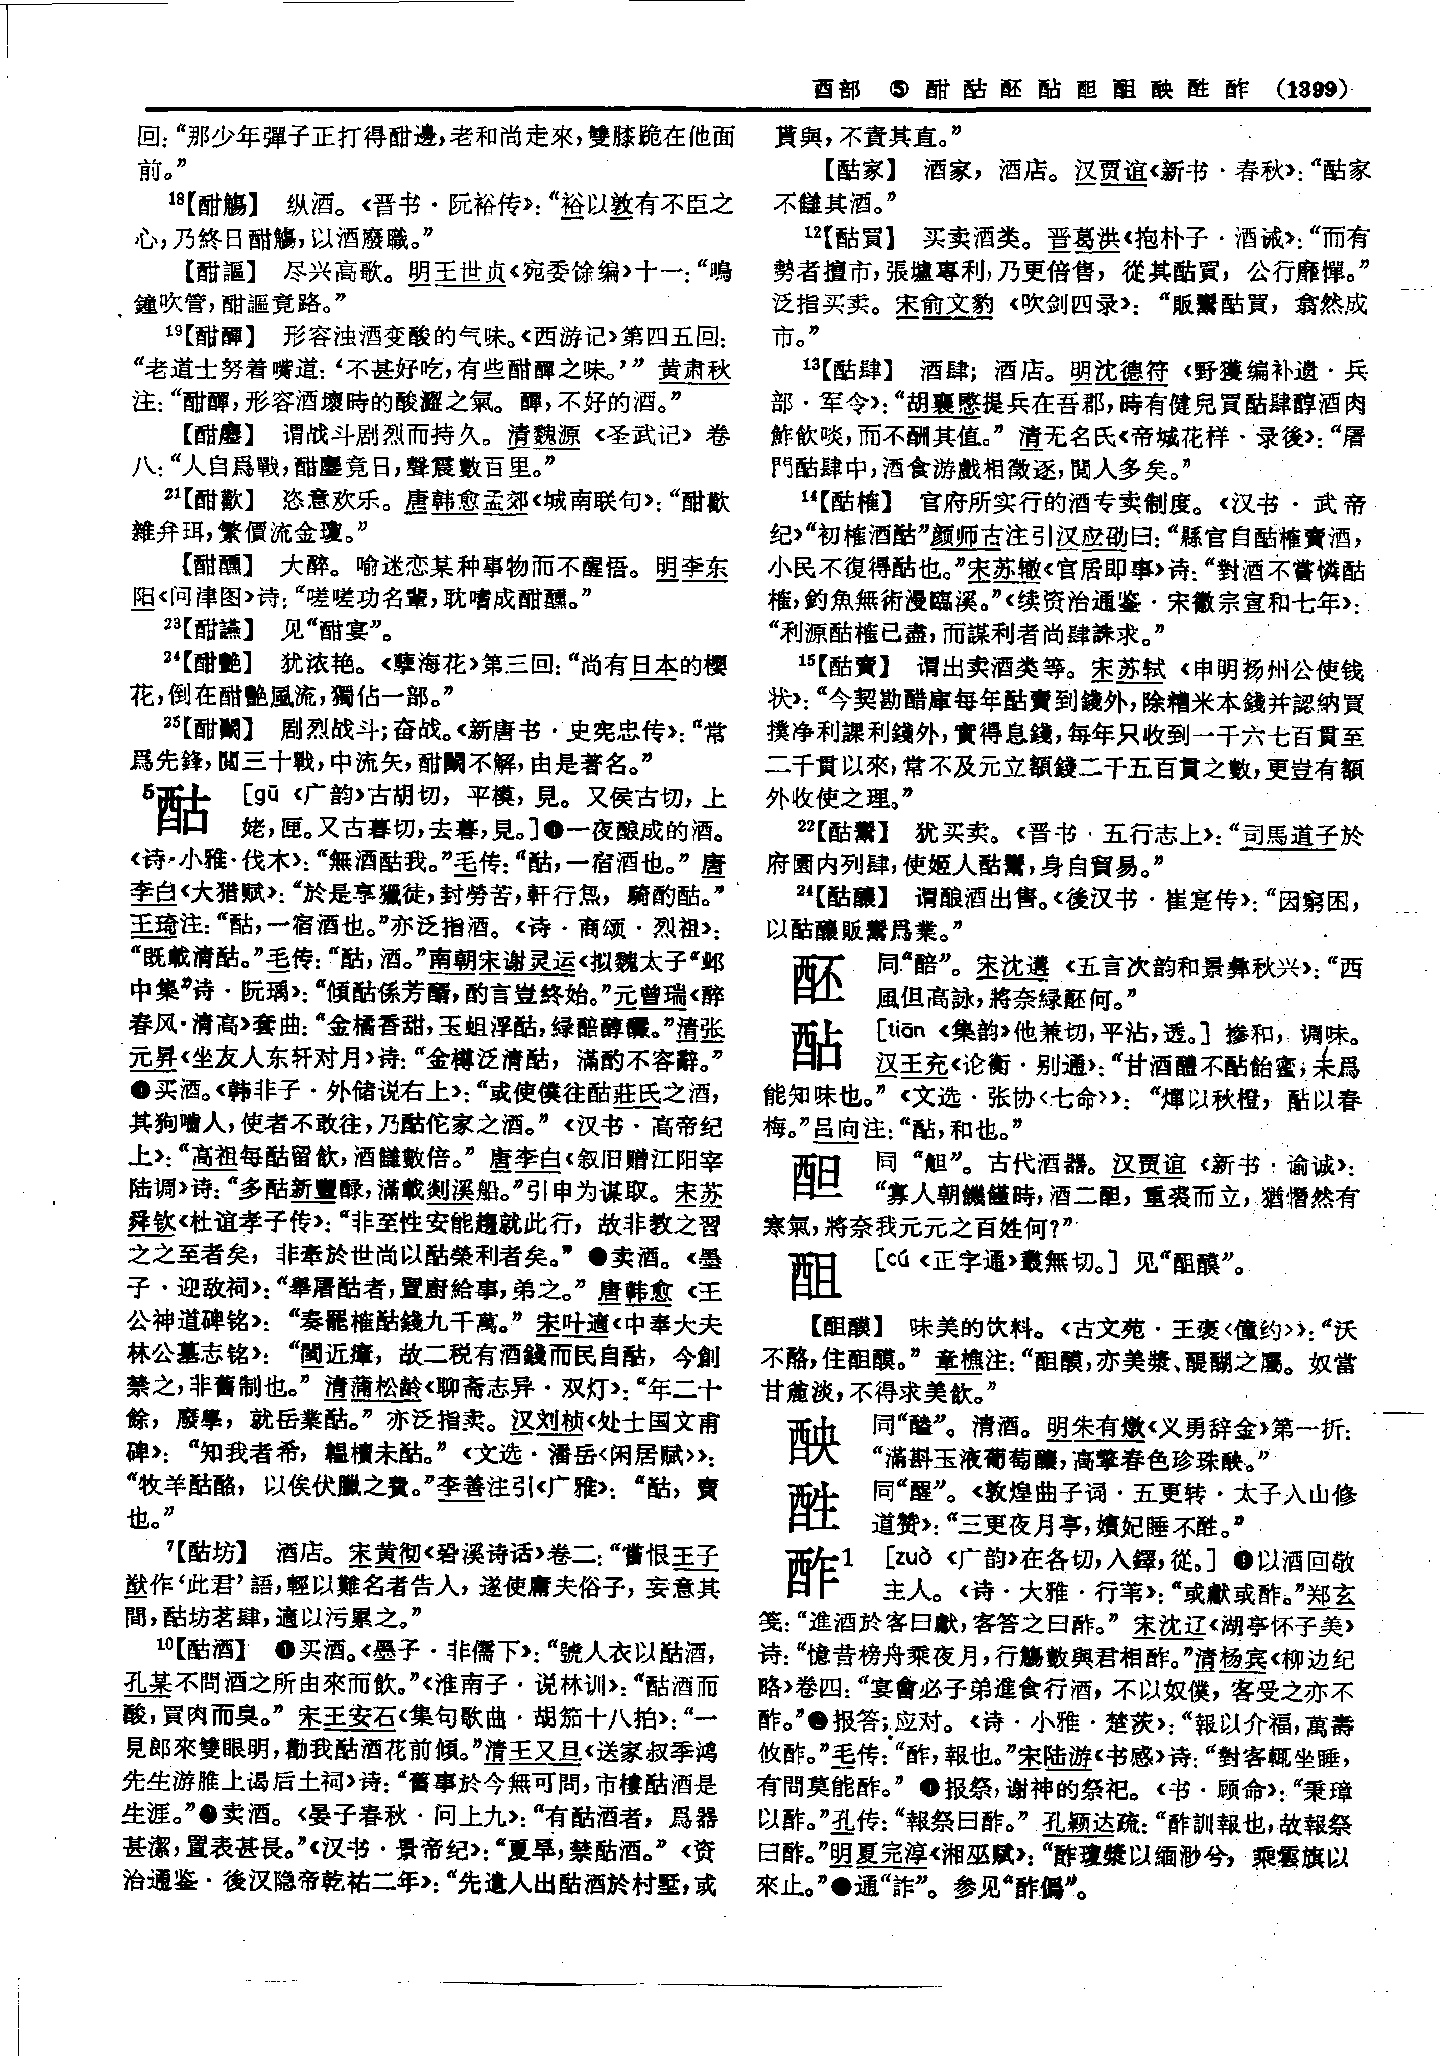 酉部 ⑤ 酣 酤 酥 酟 䣱 䣯 䣐 酫 酢 (1399)
回：“那少年彈子正打得酣邊，老和尚走來，雙膝跪在他面
前。”
18【酣觴】 纵酒。《晋书·阮裕传》：“裕以敦有不臣之
心，乃終日酣觴，以酒廢職。”
【酣謳】 尽兴高歌。明王世贞《宛委馀编》十一：“鳴
鐘吹管，酣謳竟路。”
19【酣醰】 形容浊酒变酸的气味。《西游记》第四五回：
“老道士努着嘴道：‘不甚好吃，有些酣醰之味。’” 黄肃秋
注：“酣醰，形容酒壞時的酸澀之氣。醰，不好的酒。”
【酣鏖】 谓战斗剧烈而持久。清魏源《圣武记》卷
八：“人自爲戰，酣鏖竟日，聲震數百里。”
21【酣歡】 恣意欢乐。唐韩愈孟郊《城南联句》：“酣歡
雜弁珥，繁價流金瓊。”
【酣醺】 大醉。喻迷恋某种事物而不醒悟。明李东
阳《问津图》诗：“嗟嗟功名輩，耽嗜成酣醺。”
23【酣讌】 见“酣宴”。
24【酣艷】 犹浓艳。《孽海花》第三回：“尚有日本的櫻
花，倒在酣艷風流，獨佔一部。”
25【酣鬭】 剧烈战斗；奋战。《新唐书·史宪忠传》：“常
爲先鋒，閲三十戰，中流矢，酣鬭不解，由是著名。”
5酤 [gū 《广韵》古胡切，平模，見。又侯古切，上
姥，匣。又古暮切，去暮，見。]❶一夜酿成的酒。
《诗·小雅·伐木》：“無酒酤我。”毛传：“酤，一宿酒也。” 唐
李白《大猎赋》：“於是享獵徒，封勞苦，軒行炰，騎酌酤。”
王琦注：“酤，一宿酒也。”亦泛指酒。《诗·商颂·烈祖》：
“既載清酤。”毛传：“酤，酒。”南朝宋谢灵运《拟魏太子“邺
中集”诗·阮瑀》：“傾酤係芳醑，酌言豈終始。”元曾瑞《醉
春风·清高》套曲：“金橘香甜，玉蛆浮酤，緑醅醇釀。”清张
元昇《坐友人东轩对月》诗：“金樽泛清酤，滿酌不容辭。”
❷买酒。《韩非子·外储说右上》：“或使僕往酤莊氏之酒，
其狗嚙人，使者不敢往，乃酤佗家之酒。”《汉书·高帝纪
上》：“高祖每酤留飲，酒讎數倍。” 唐李白《叙旧赠江阳宰
陆调》诗：“多酤新豐醁，滿載剡溪船。”引申为谋取。宋苏
舜钦《杜谊孝子传》：“非至性安能趨就此行，故非教之習
之之至者矣，非牽於世尚以酤榮利者矣。” ❸卖酒。《墨
子·迎敌祠》：“舉屠酤者，置廚給事，弟之。” 唐韩愈《王
公神道碑铭》：“奏罷榷酤錢九千萬。” 宋叶適《中奉大夫
林公墓志铭》：“閩近瘴，故二税有酒錢而民自酤，今創
禁之，非舊制也。” 清蒲松龄《聊斋志异·双灯》：“年二十
餘，廢學，就岳業酤。” 亦泛指卖。汉刘桢《处士国文甫
碑》：“知我者希，韞櫝未酤。”《文选·潘岳〈闲居赋〉》：
“牧羊酤酪，以俟伏臘之費。”李善注引《广雅》：“酤，賣
也。”
7【酤坊】 酒店。宋黄彻《䂬溪诗话》卷二：“嘗恨王子
猷作‘此君’語，輕以難名者告人，遂使庸夫俗子，妄意其
間，酤坊茗肆，適以污累之。”
10【酤酒】 ❶买酒。《墨子·非儒下》：“號人衣以酤酒，
孔某不問酒之所由來而飲。”《淮南子·说林训》：“酤酒而
酸，買肉而臭。” 宋王安石《集句歌曲·胡笳十八拍》：“一
見郎來雙眼明，勸我酤酒花前傾。”清王又旦《送家叔季鸿
先生游脽上谒后土祠》诗：“舊事於今無可問，市樓酤酒是
生涯。”❷卖酒。《晏子春秋·问上九》：“有酤酒者，爲器
甚潔，置表甚長。”《汉书·景帝纪》：“夏旱，禁酤酒。”《资
治通鉴·後汉隐帝乾祐二年》：“先遣人出酤酒於村墅，或
貰與，不責其直。”
【酤家】 酒家，酒店。汉贾谊《新书·春秋》：“酤家
不讎其酒。”
12【酤買】 买卖酒类。晋葛洪《抱朴子·酒诫》：“而有
勢者擅市，張壚專利，乃更倍售，從其酤買，公行靡憚。”
泛指买卖。宋俞文豹《吹剑四录》：“販鬻酤買，翕然成
市。”
13【酤肆】 酒肆；酒店。明沈德符《野獲编补遗·兵
部·军令》：“胡襄愍提兵在吾郡，時有健兒買酤肆醇酒肉
鮓飲啖，而不酬其值。” 清无名氏《帝城花样·录後》：“屠
門酤肆中，酒食游戲相徵逐，閲人多矣。”
14【酤榷】 官府所实行的酒专卖制度。《汉书·武帝
纪》“初榷酒酤”颜师古注引汉应劭曰：“縣官自酤榷賣酒，
小民不復得酤也。”宋苏辙《官居即事》诗：“對酒不嘗憐酤
榷，釣魚無術漫臨溪。”《续资治通鉴·宋徽宗宣和七年》：
“利源酤榷已盡，而謀利者尚肆誅求。”
15【酤賣】 谓出卖酒类等。宋苏轼《申明扬州公使钱
状》：“今契勘醋庫每年酤賣到錢外，除糟米本錢并認納買
撲净利課利錢外，實得息錢，每年只收到一千六七百貫至
二千貫以來，常不及元立額錢二千五百貫之數，更豈有額
外收使之理。”
22【酤鬻】 犹买卖。《晋书·五行志上》：“司馬道子於
府園内列肆，使姬人酤鬻，身自貿易。”
24【酤釀】 谓酿酒出售。《後汉书·崔寔传》：“因窮困，
以酤釀販鬻爲業。”
同“醅”。宋沈遘《五言次韵和景彝秋兴》：“西
風但高詠，將奈緑何。”
酟 [tiān 《集韵》他兼切，平沾，透。] 掺和，调味。
汉王充《论衡·别通》：“甘酒醴不酟飴蜜，未爲
能知味也。”《文选·张协〈七命〉》：“燀以秋橙，酟以春
梅。”吕向注：“酟，和也。”
同“觛”。古代酒器。汉贾谊《新书·谕诚》：
“寡人朝饑饉時，酒二，重裘而立，猶憯然有
寒氣，將奈我元元之百姓何？”
[cú 《正字通》叢無切。] 见“䣯醿”。
味美的饮料。《古文苑·王褒〈僮约〉》：“沃
不酪，住。” 章樵注：“亦美漿、醍醐之屬。奴當
甘麄淡，不得求美飲。”
同“醠”。清酒。明朱有燉《义勇辞金》第一折：
“滿斟玉液葡萄釀，高擎春色珍珠。”
酫 同“醒”。《敦煌曲子词·五更转·太子入山修
道赞》：“三更夜月亭，嬪妃睡不。”
酢1 [zuò 《广韵》在各切，入鐸，從。] ❶以酒回敬
主人。《诗·大雅·行苇》：“或獻或酢。”郑玄
笺：“進酒於客曰獻，客答之曰酢。” 宋沈辽《湖亭怀子美》
诗：“憶昔榜舟乘夜月，行觴數與君相酢。”清杨宾《柳边纪
略》卷四：“宴會必子弟進食行酒，不以奴僕，客受之亦不
酢。”❷报答；应对。《诗·小雅·楚茨》：“報以介福，萬壽
攸酢。”毛传：“酢，報也。”宋陆游《书感》诗：“對客輒坐睡，
有問莫能酢。” ❸报祭，谢神的祭祀。《书·顾命》：“秉璋
以酢。”孔传：“報祭曰酢。” 孔颖达疏：“酢訓報也，故報祭
曰酢。”明夏完淳《湘巫赋》：“酢瓊漿以緬渺兮，乘雲旗以
來止。”❹通“詐”。参见“酢僞”。